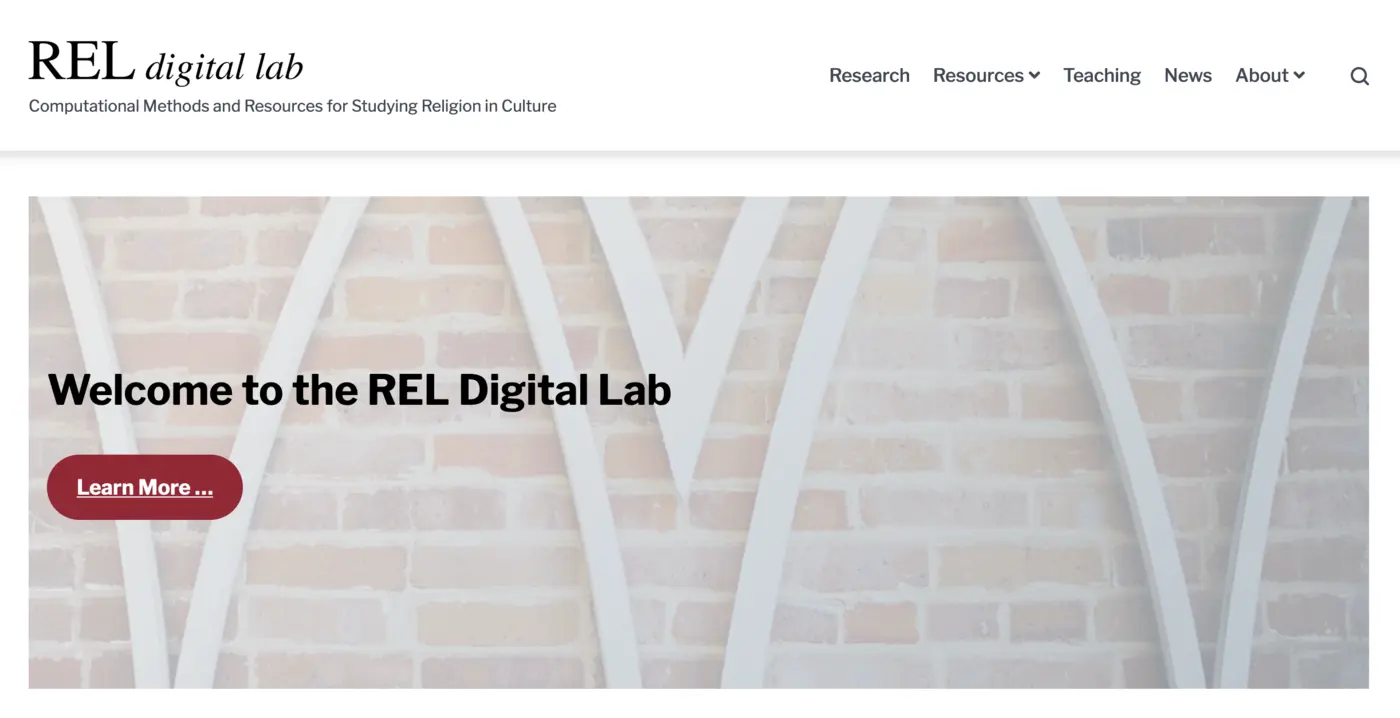 REL digital lab
Computational Methods and Resources for Studying Religion in Culture
Research Resources Teaching News About
Welcome to the REL Digital Lab
Learn More ...